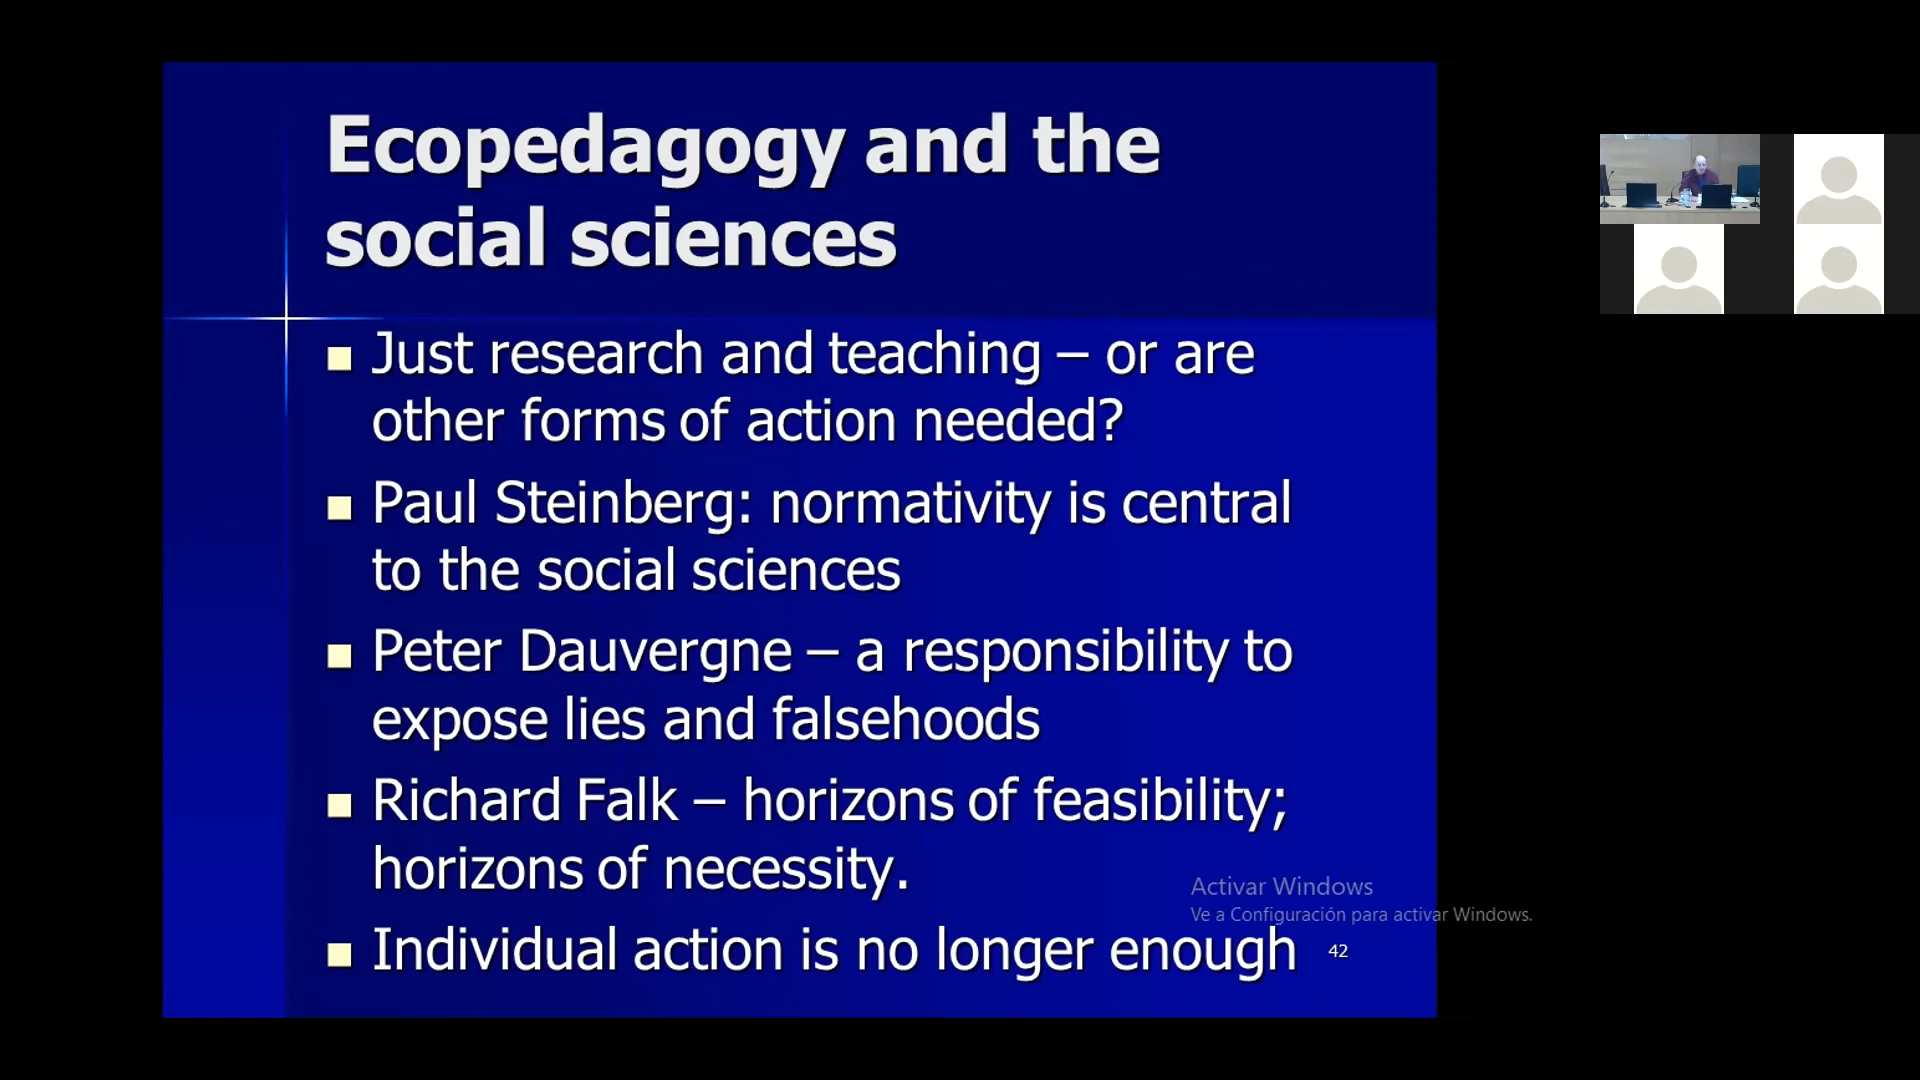 Ecopedagogy and the
social sciences
Just research and teaching – or are
other forms of action needed?
Paul Steinberg: normativity is central
to the social sciences
Peter Dauvergne – a responsibility to
expose lies and falsehoods
Richard Falk – horizons of feasibility;
horizons of necessity.
Individual action is no longer enough
42
Activar Windows
Ve a Configuración para activar Windows.